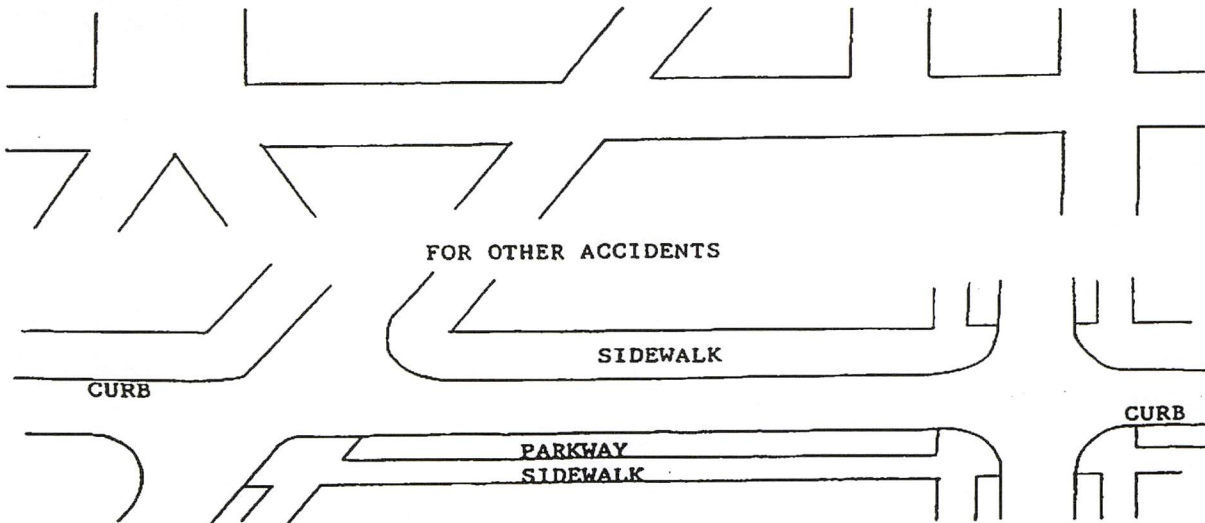 FOR OTHER ACCIDENTS
SIDEWALK
CURB
CURB
PARKWAY
SIDEWALK